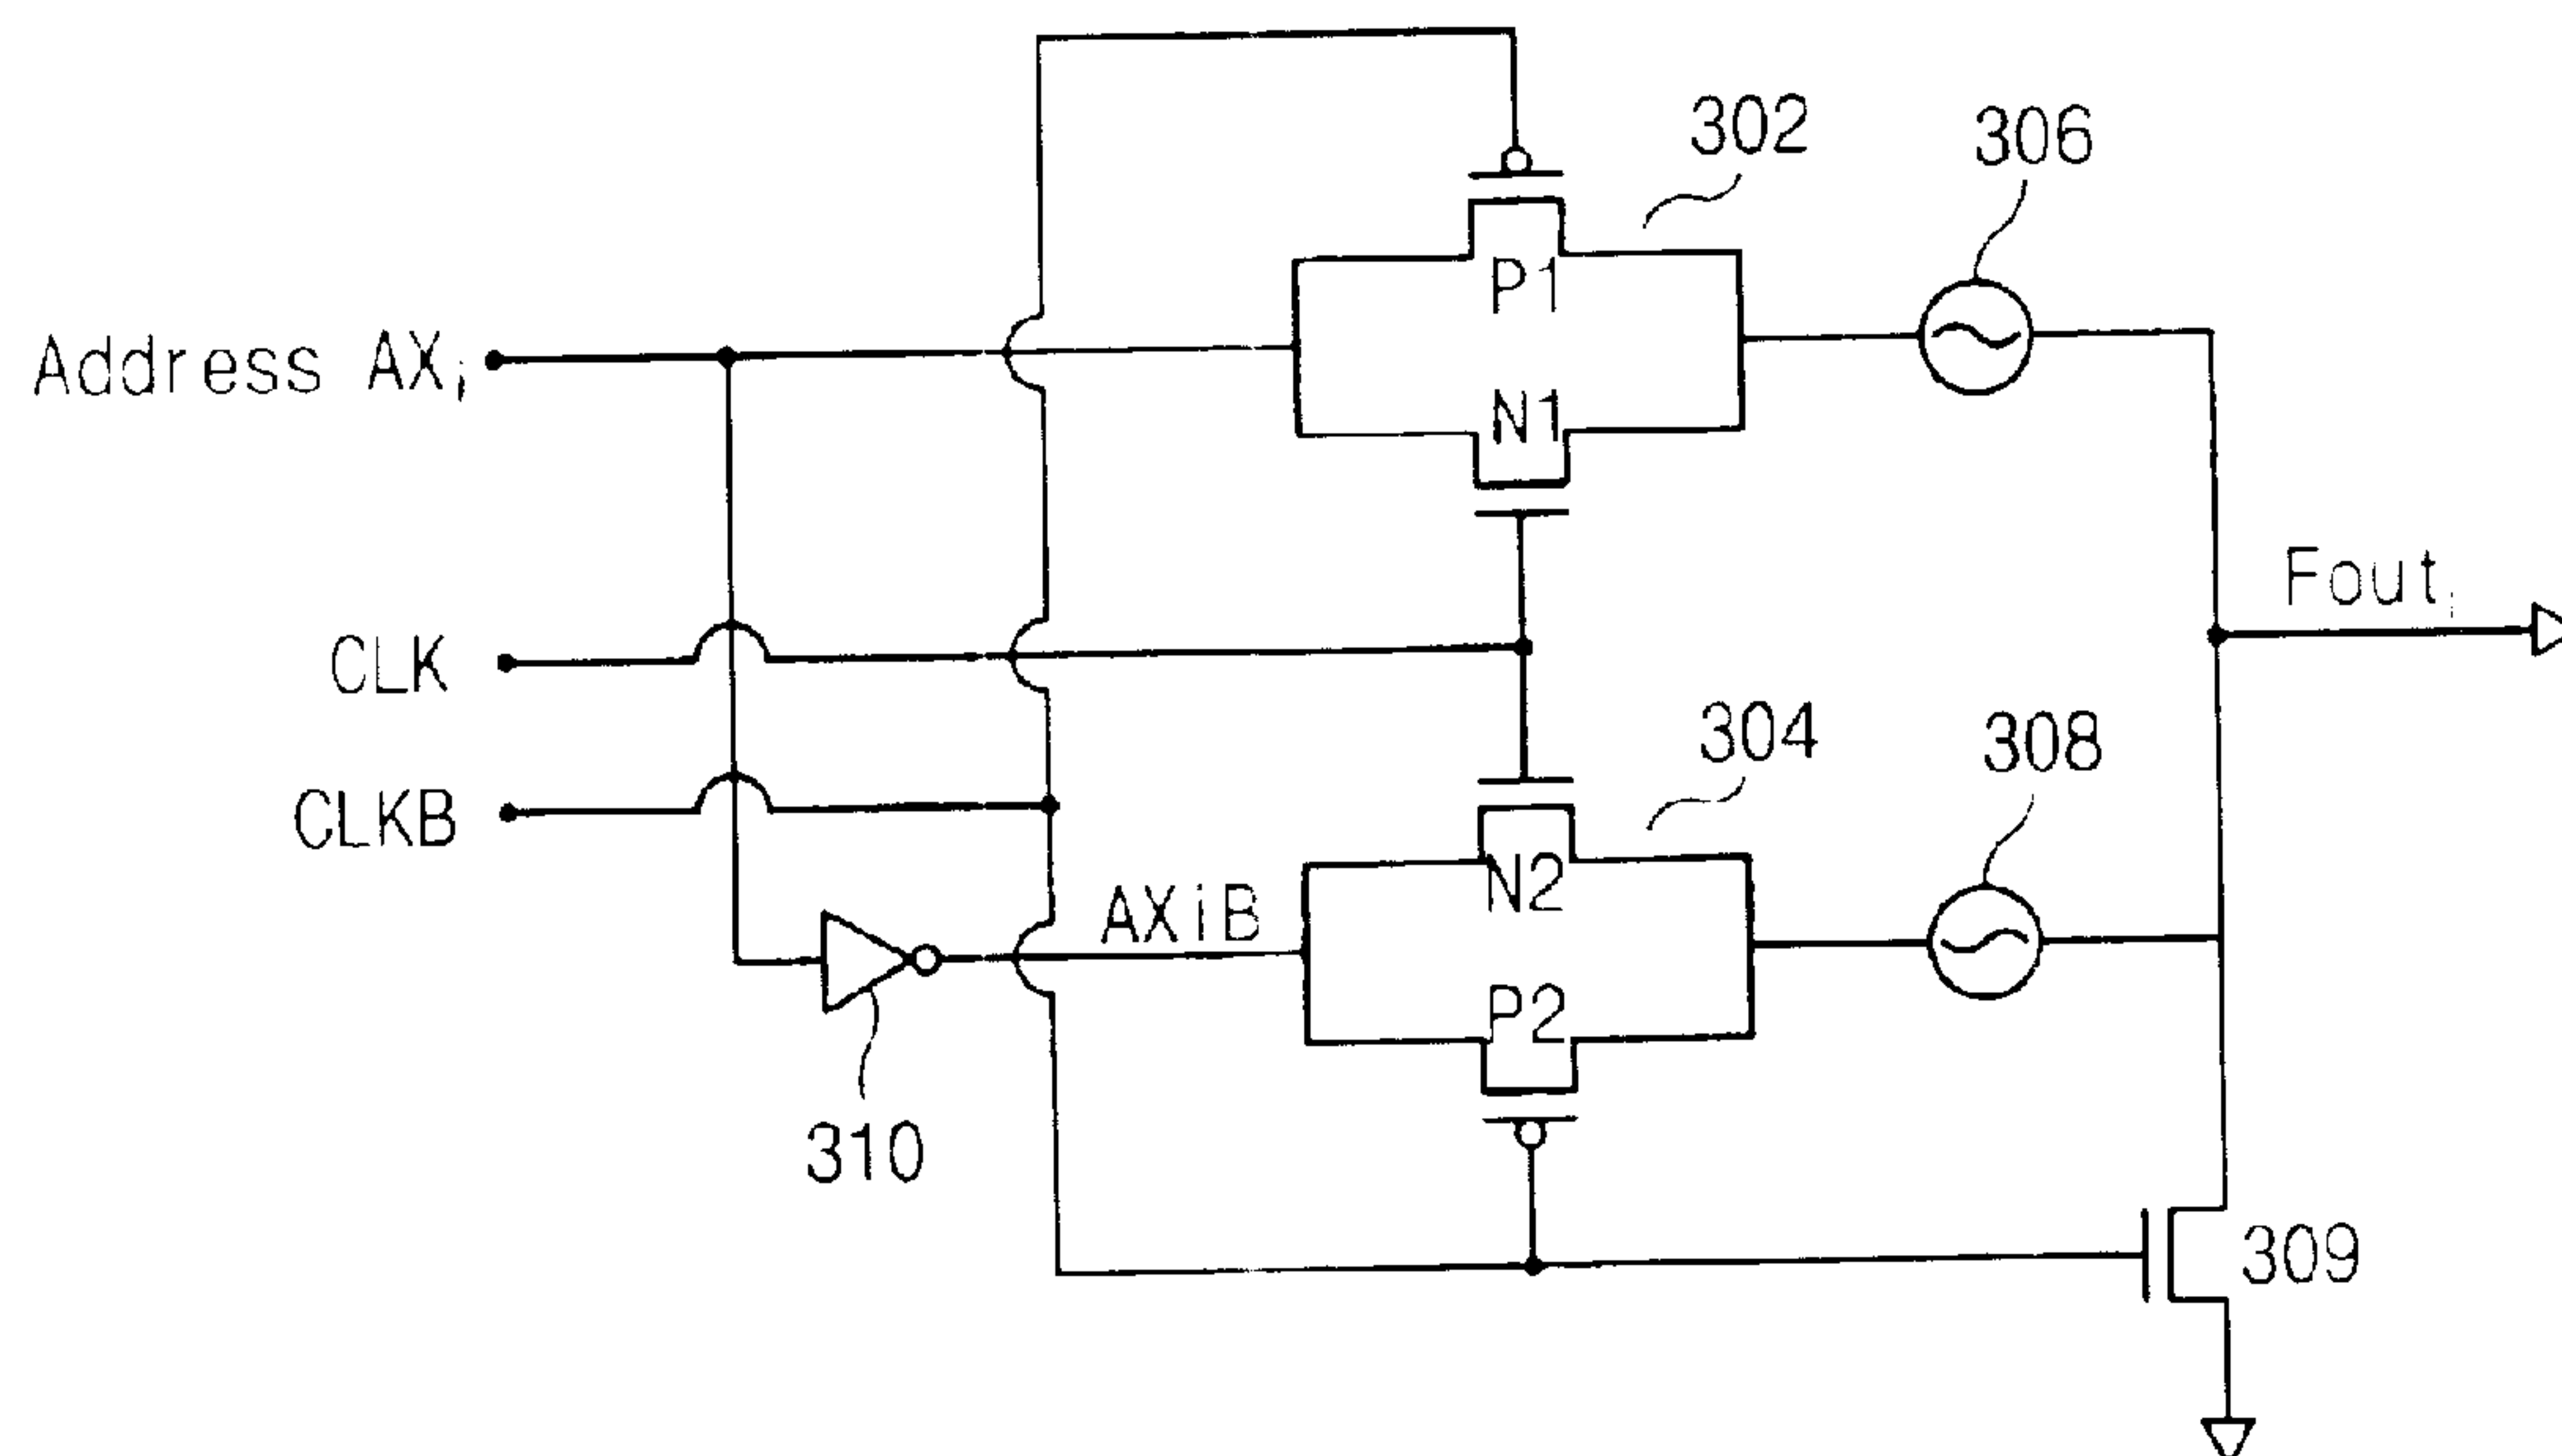 302
306
P1
Address AXi
N1
Fouti
CLK
304
308
CLKB
N2
AXiB
P2
310
309